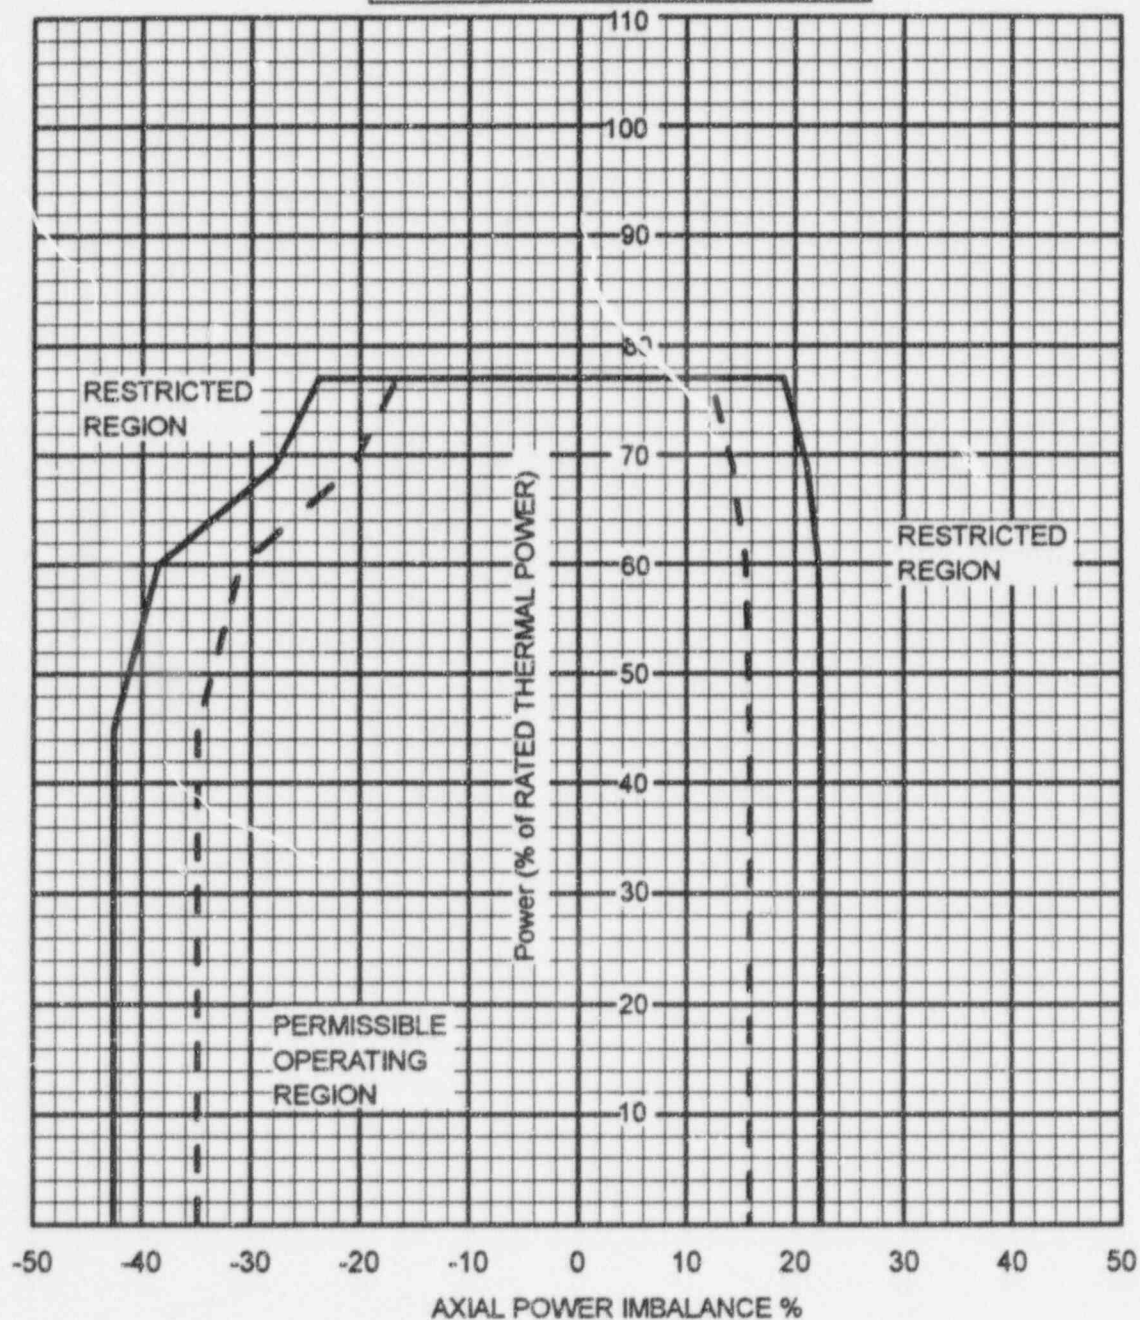 110
100
90
80
RESTRICTED
REGION
70
Power (% of RATED THERMAL POWER)
RESTRICTED
REGION
60
50
40
30
20
PERMISSIBLE
OPERATING
REGION
10
-50 -40 -30 -20 -10 0 10 20 30 40 50
AXIAL POWER IMBALANCE %